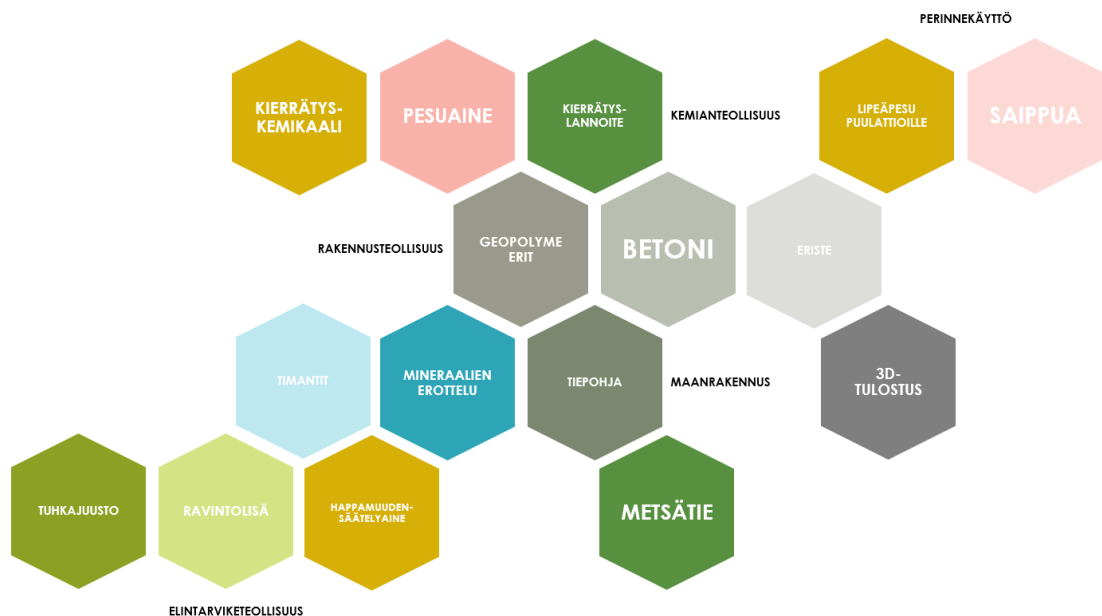 PERINNEKÄYTTÖ
KIERRÄTYS-
KEMIKAALI
PESUAINE
KIERRÄTYS-
LANNOITE
KEMIANTEOLLISUUS
LIPEÄPESU
PUULATTIOILLE
SAIPPUA
RAKENNUSTEOLLISUUS
GEOPOLYME
ERIT
BETONI
ERISTE
TIMANTIT
MINERAALIEN
EROTTELU
TIEPOHJA
MAANRAKENNUS
3D-
TULOSTUS
TUHKAJUUSTO
RAVINTOLISÄ
HAPPAMUUDEN-
SÄÄTELYAINE
METSÄTIE
ELINTARVIKETEOLLISUUS